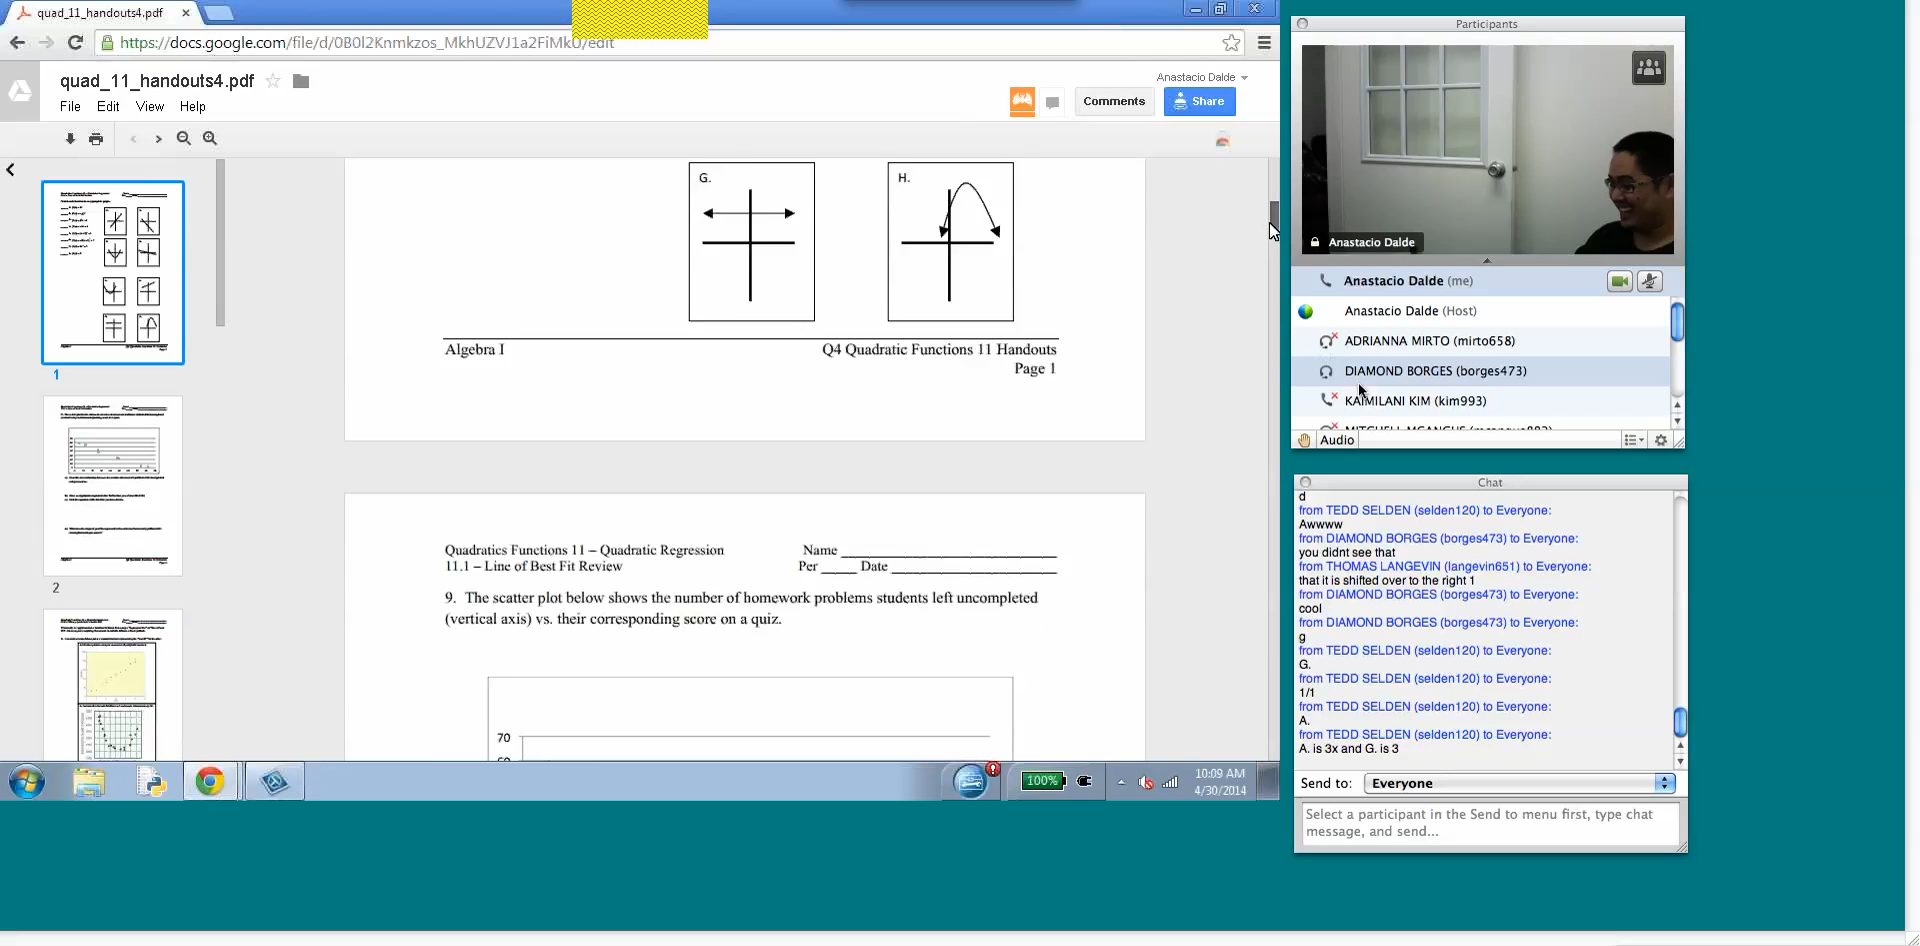 quad_11_handouts4.pdf
https://docs.google.com/file/d/0B0l2Knmkzos_MkhUZVJ1a2FiMkU/edit
quad_11_handouts4.pdf
Anastacio Dalde
File Edit View Help
Comments
Share
1
2
G.
H.
Algebra I
Q4 Quadratic Functions 11 Handouts
Page 1
Quadratics Functions 11 – Quadratic Regression
Name
11.1 – Line of Best Fit Review
Per Date
9. The scatter plot below shows the number of homework problems students left uncompleted
(vertical axis) vs. their corresponding score on a quiz.
70
100%
10:09 AM
4/30/2014
Participants
Anastacio Dalde
Anastacio Dalde (me)
Anastacio Dalde (Host)
ADRIANNA MIRTO (mirto658)
DIAMOND BORGES (borges473)
KAIMILANI KIM (kim993)
Audio
Chat
d
from TEDD SELDEN (selden120) to Everyone:
Awwww
from DIAMOND BORGES (borges473) to Everyone:
you didnt see that
from THOMAS LANGEVIN (langevin651) to Everyone:
that it is shifted over to the right 1
from DIAMOND BORGES (borges473) to Everyone:
cool
from DIAMOND BORGES (borges473) to Everyone:
g
from TEDD SELDEN (selden120) to Everyone:
G.
from TEDD SELDEN (selden120) to Everyone:
1/1
from TEDD SELDEN (selden120) to Everyone:
A.
from TEDD SELDEN (selden120) to Everyone:
A. is 3x and G. is 3
Send to: Everyone
Select a participant in the Send to menu first, type chat
message, and send...